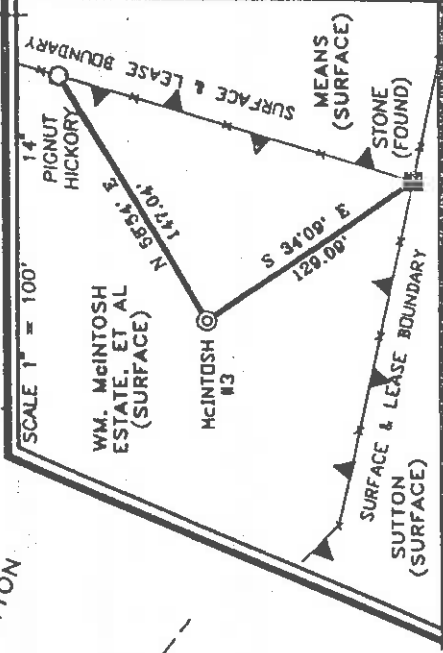 TION
SCALE 1" = 100'
14"
PIGNUT
HICKORY
SURFACE & LEASE BOUNDARY
N 58°54' E
147.04'
WM. McINTOSH
ESTATE, ET AL
(SURFACE)
McINTOSH
#3
MEANS
(SURFACE)
STONE
(FOUND)
S 34°09' E
129.09'
SURFACE & LEASE BOUNDARY
SUTTON
(SURFACE)